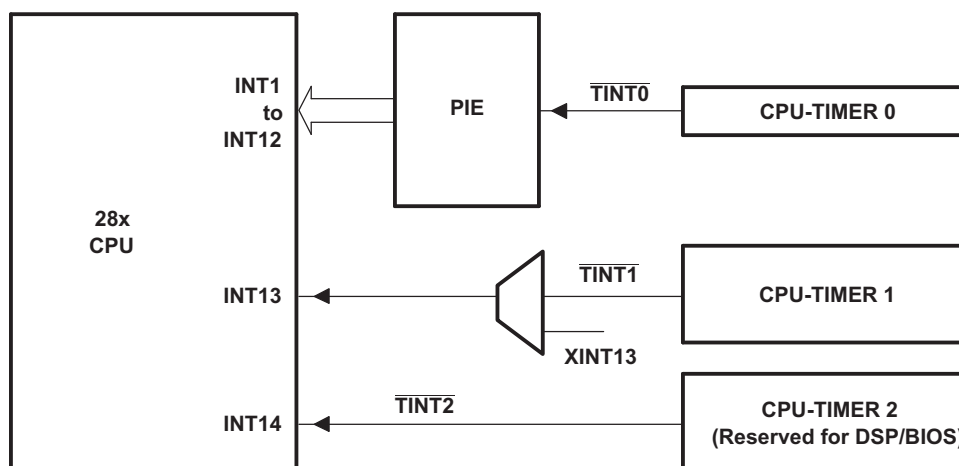 INT1
to
INT12
PIE
TINT0
CPU-TIMER 0
28x
CPU
INT13
TINT1
CPU-TIMER 1
XINT13
INT14
TINT2
CPU-TIMER 2
(Reserved for DSP/BIOS)